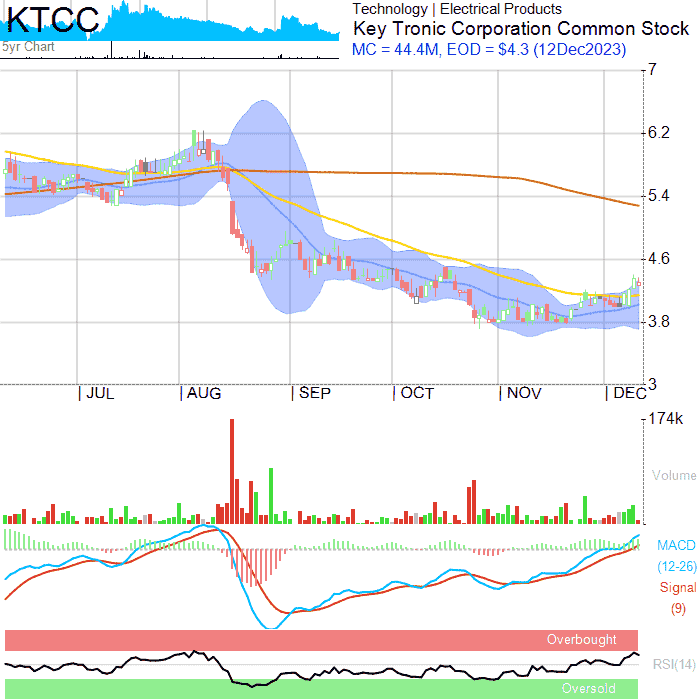 KTCC
5yr Chart
Technology | Electrical Products
Key Tronic Corporation Common Stock
MC = 44.4M, EOD = $4.3 (12Dec2023)
7
6.2
5.4
4.6
3.8
3
| JUL | AUG | SEP | OCT | NOV | DEC
174k
Volume
MACD
(12-26)
Signal
(9)
Overbought
RSI(14)
Oversold